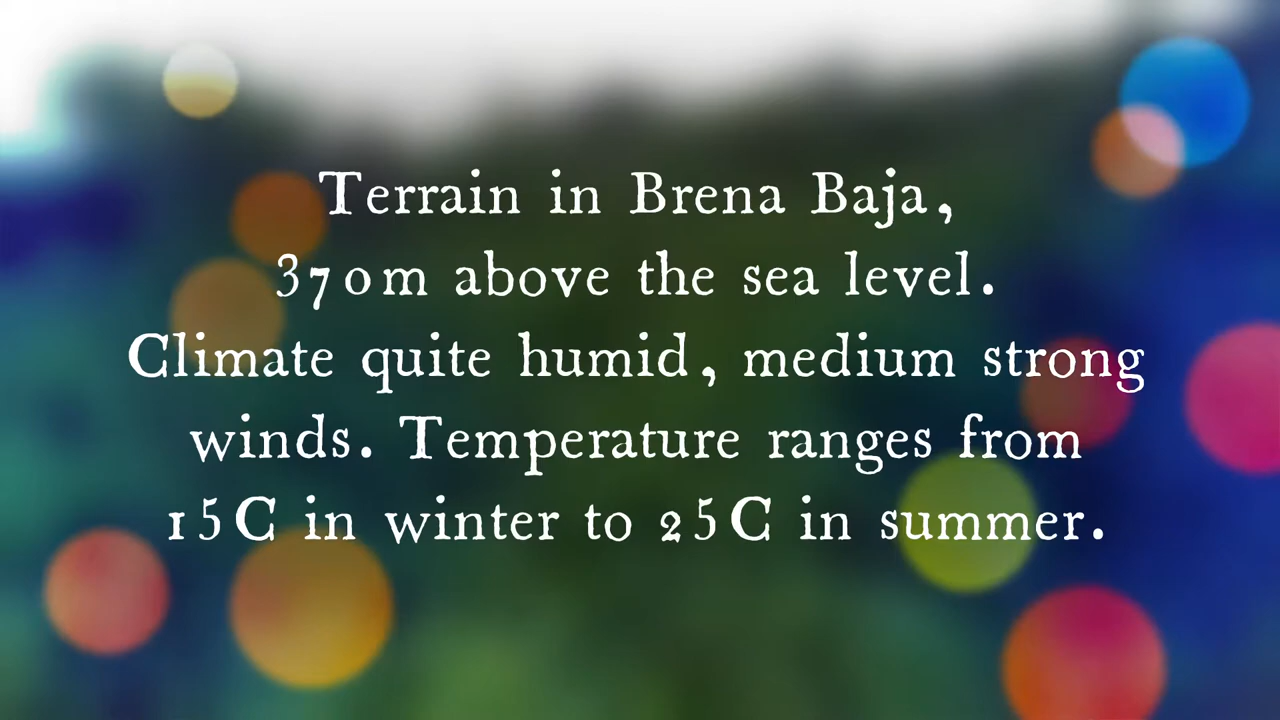 Terrain in Brena Baja,
370m above the sea level.
Climate quite humid, medium strong
winds. Temperature ranges from
15C in winter to 25C in summer.